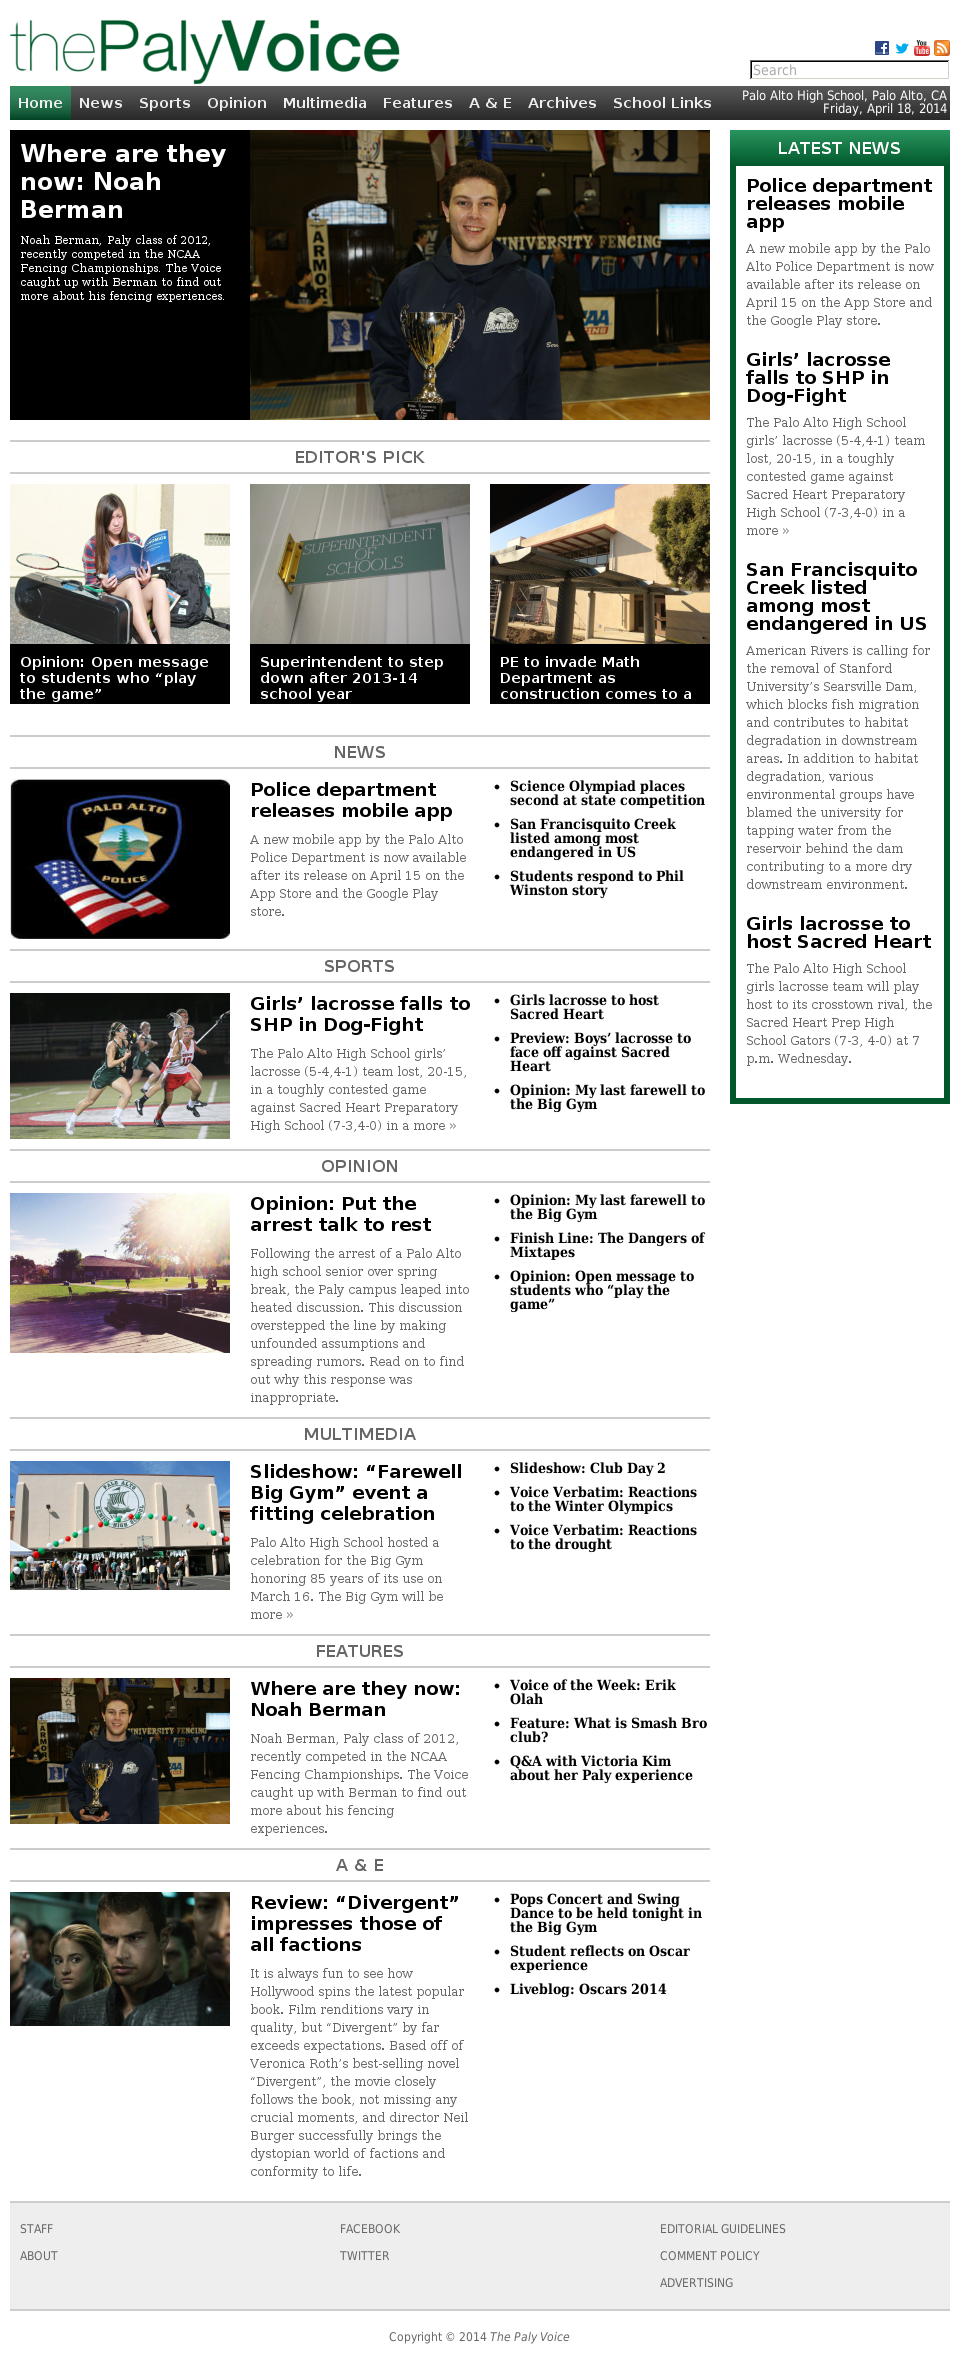 thePalyVoice
Search
Home News Sports Opinion Multimedia Features A & E Archives School Links
Palo Alto High School, Palo Alto, CA
Friday, April 18, 2014
Where are they
now: Noah
Berman
Noah Berman, Paly class of 2012,
recently competed in the NCAA
Fencing Championships. The Voice
caught up with Berman to find out
more about his fencing experiences.
ARMOR
UNIVERSITY FENCING
BRANDEIS
EDITOR'S PICK
SUPERINTENDENT
OF
SCHOOLS
Opinion: Open message
to students who “play
the game”
Superintendent to step
down after 2013-14
school year
PE to invade Math
Department as
construction comes to a
NEWS
PALO ALTO
POLICE
Police department
releases mobile app
A new mobile app by the Palo Alto
Police Department is now available
after its release on April 15 on the
App Store and the Google Play
store.
• Science Olympiad places
second at state competition
• San Francisquito Creek
listed among most
endangered in US
• Students respond to Phil
Winston story
SPORTS
Girls’ lacrosse falls to
SHP in Dog-Fight
The Palo Alto High School girls’
lacrosse (5-4,4-1) team lost, 20-15,
in a toughly contested game
against Sacred Heart Preparatory
High School (7-3,4-0) in a more »
• Girls lacrosse to host
Sacred Heart
• Preview: Boys’ lacrosse to
face off against Sacred
Heart
• Opinion: My last farewell to
the Big Gym
OPINION
Opinion: Put the
arrest talk to rest
Following the arrest of a Palo Alto
high school senior over spring
break, the Paly campus leaped into
heated discussion. This discussion
overstepped the line by making
unfounded assumptions and
spreading rumors. Read on to find
out why this response was
inappropriate.
• Opinion: My last farewell to
the Big Gym
• Finish Line: The Dangers of
Mixtapes
• Opinion: Open message to
students who “play the
game”
MULTIMEDIA
PALO ALTO
SENIOR HIGH SCHOOL
Slideshow: “Farewell
Big Gym” event a
fitting celebration
Palo Alto High School hosted a
celebration for the Big Gym
honoring 85 years of its use on
March 16. The Big Gym will be
more »
• Slideshow: Club Day 2
• Voice Verbatim: Reactions
to the Winter Olympics
• Voice Verbatim: Reactions
to the drought
FEATURES
UNIVERSITY FENCING
Where are they now:
Noah Berman
Noah Berman, Paly class of 2012,
recently competed in the NCAA
Fencing Championships. The Voice
caught up with Berman to find out
more about his fencing
experiences.
• Voice of the Week: Erik
Olah
• Feature: What is Smash Bro
club?
• Q&A with Victoria Kim
about her Paly experience
A & E
Review: “Divergent”
impresses those of
all factions
It is always fun to see how
Hollywood spins the latest popular
book. Film renditions vary in
quality, but “Divergent” by far
exceeds expectations. Based off of
Veronica Roth’s best-selling novel
“Divergent”, the movie closely
follows the book, not missing any
crucial moments, and director Neil
Burger successfully brings the
dystopian world of factions and
conformity to life.
• Pops Concert and Swing
Dance to be held tonight in
the Big Gym
• Student reflects on Oscar
experience
• Liveblog: Oscars 2014
LATEST NEWS
Police department
releases mobile
app
A new mobile app by the Palo
Alto Police Department is now
available after its release on
April 15 on the App Store and
the Google Play store.
Girls’ lacrosse
falls to SHP in
Dog-Fight
The Palo Alto High School
girls’ lacrosse (5-4,4-1) team
lost, 20-15, in a toughly
contested game against
Sacred Heart Preparatory
High School (7-3,4-0) in a
more »
San Francisquito
Creek listed
among most
endangered in US
American Rivers is calling for
the removal of Stanford
University’s Searsville Dam,
which blocks fish migration
and contributes to habitat
degradation in downstream
areas. In addition to habitat
degradation, various
environmental groups have
blamed the university for
tapping water from the
reservoir behind the dam
contributing to a more dry
downstream environment.
Girls lacrosse to
host Sacred Heart
The Palo Alto High School
girls lacrosse team will play
host to its crosstown rival, the
Sacred Heart Prep High
School Gators (7-3, 4-0) at 7
p.m. Wednesday.
STAFF
ABOUT
FACEBOOK
TWITTER
EDITORIAL GUIDELINES
COMMENT POLICY
ADVERTISING
Copyright © 2014 The Paly Voice